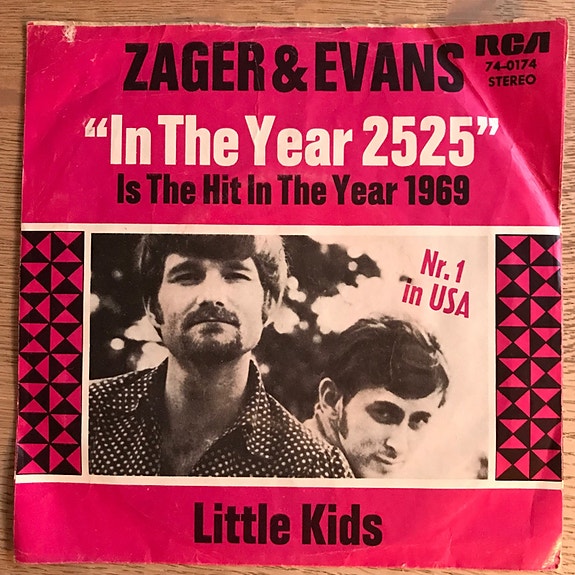 ZAGER & EVANS
RCA
74-0174
STEREO
“In The Year 2525”
Is The Hit In The Year 1969
Nr. 1
in USA
Little Kids